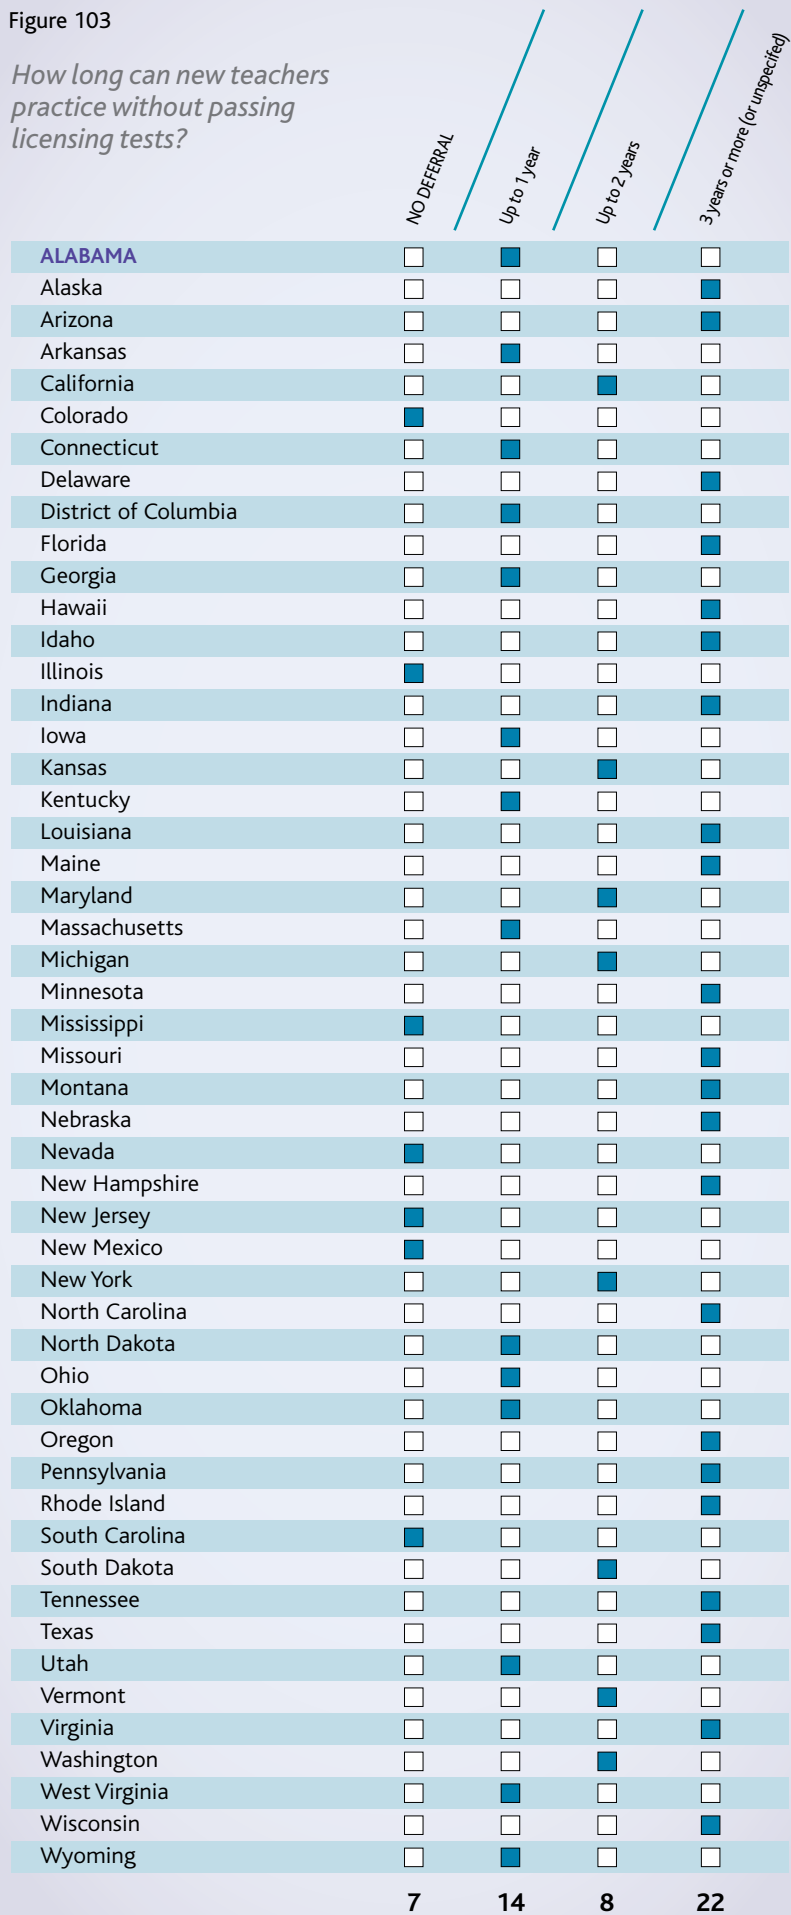 Figure 103
How long can new teachers
practice without passing
licensing tests?
NO DEFERRAL
Up to 1 year
Up to 2 years
3 years or more (or unspecifed)
ALABAMA
Alaska
Arizona
Arkansas
California
Colorado
Connecticut
Delaware
District of Columbia
Florida
Georgia
Hawaii
Idaho
Illinois
Indiana
Iowa
Kansas
Kentucky
Louisiana
Maine
Maryland
Massachusetts
Michigan
Minnesota
Mississippi
Missouri
Montana
Nebraska
Nevada
New Hampshire
New Jersey
New Mexico
New York
North Carolina
North Dakota
Ohio
Oklahoma
Oregon
Pennsylvania
Rhode Island
South Carolina
South Dakota
Tennessee
Texas
Utah
Vermont
Virginia
Washington
West Virginia
Wisconsin
Wyoming
7 14 8 22